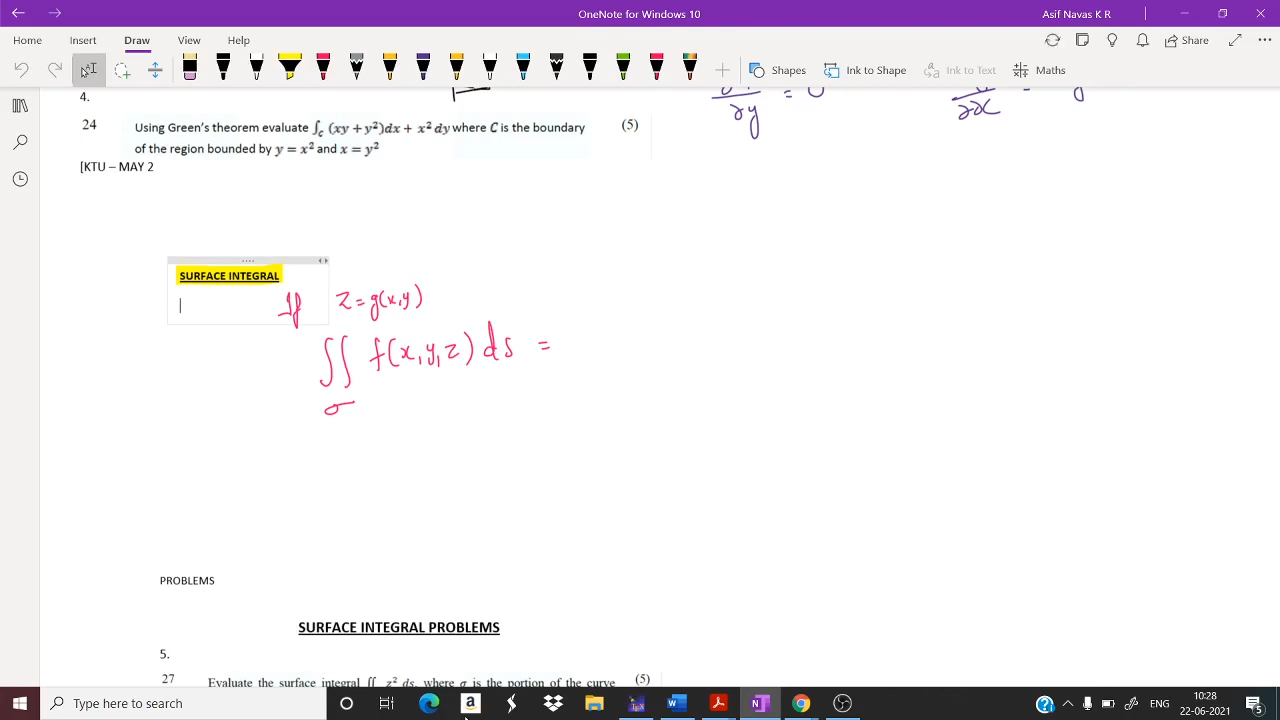 OneNote for Windows 10
Asif Navas K R
Home
Insert
Draw
View
Help
Share
Shapes
Ink to Shape
Ink to Text
Maths
4.
∂y = 0
∂x = y
24 Using Green's theorem evaluate ∫c (xy + y²)dx + x² dy where C is the boundary (5)
of the region bounded by y = x² and x = y²
[KTU – MAY 2
SURFACE INTEGRAL
If z = g(x,y)
∬ f(x,y,z) ds =
σ
PROBLEMS
SURFACE INTEGRAL PROBLEMS
5.
27 Evaluate the surface integral ∬ z² ds, where σ is the portion of the curve (5)
Type here to search
10:28
22-06-2021
5